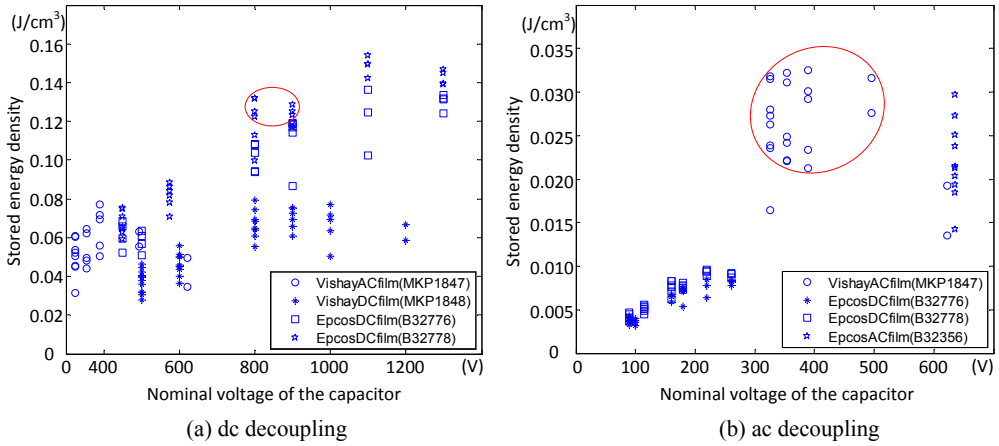 (J/cm³)
0.16
0.14
0.12
0.10
0.08
0.06
0.04
0.02
0
Stored energy density
VishayACfilm(MKP1847)
VishayDCfilm(MKP1848)
EpcosDCfilm(B32776)
EpcosDCfilm(B32778)
0 400 600 800 1000 1200 (V)
Nominal voltage of the capacitor
(a) dc decoupling
(J/cm³)
0.035
0.030
0.025
0.020
0.015
0.010
0.005
0
Stored energy density
VishayACfilm(MKP1847)
EpcosDCfilm(B32776)
EpcosDCfilm(B32778)
EpcosACfilm(B32356)
0 100 200 300 400 500 600 (V)
Nominal voltage of the capacitor
(b) ac decoupling